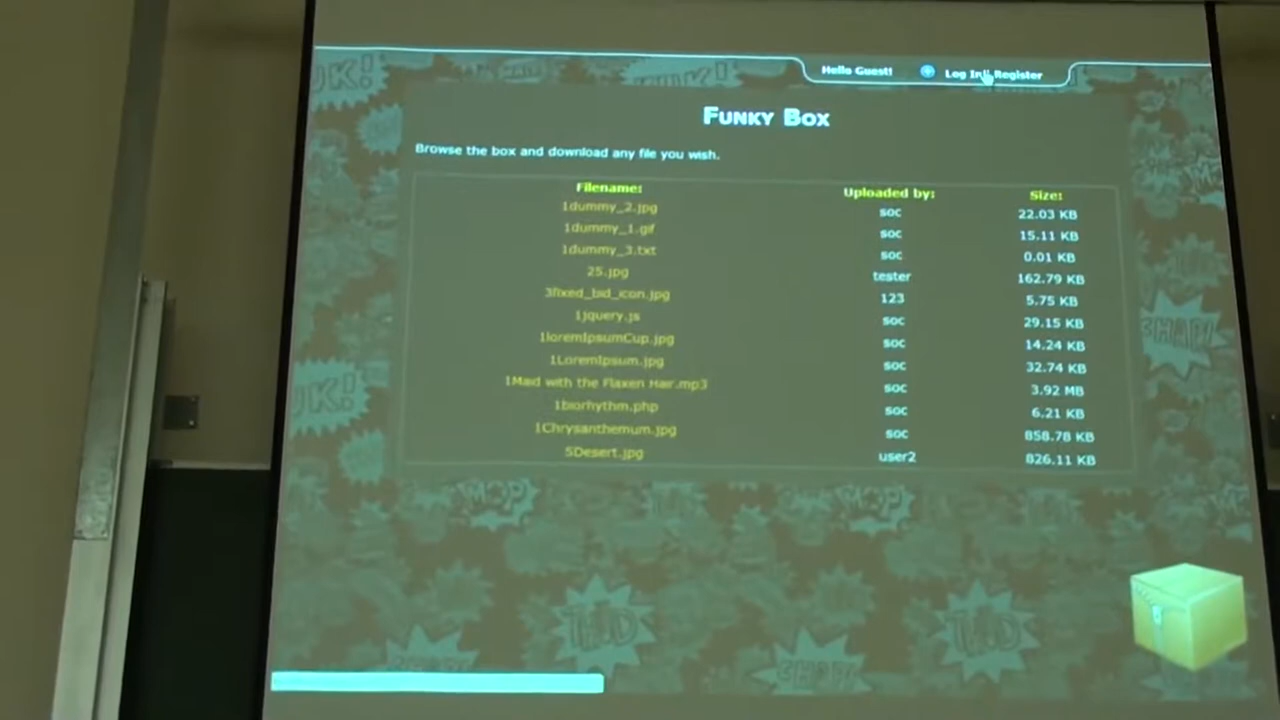 Hello Guest! Log In | Register
FUNKY BOX
Browse the box and download any file you wish.
Filename: Uploaded by: Size:
1dummy_2.jpg soc 22.03 KB
1dummy_1.gif soc 15.11 KB
1dummy_3.txt soc 0.01 KB
25.jpg tester 162.79 KB
3fixed_bid_icon.jpg 123 5.75 KB
1jquery.js soc 29.15 KB
1loremIpsumCup.jpg soc 14.24 KB
1LoremIpsum.jpg soc 32.74 KB
1Maid with the Flaxen Hair.mp3 soc 3.92 MB
1biorhythm.php soc 6.21 KB
1Chrysanthemum.jpg soc 858.78 KB
5Desert.jpg user2 826.11 KB